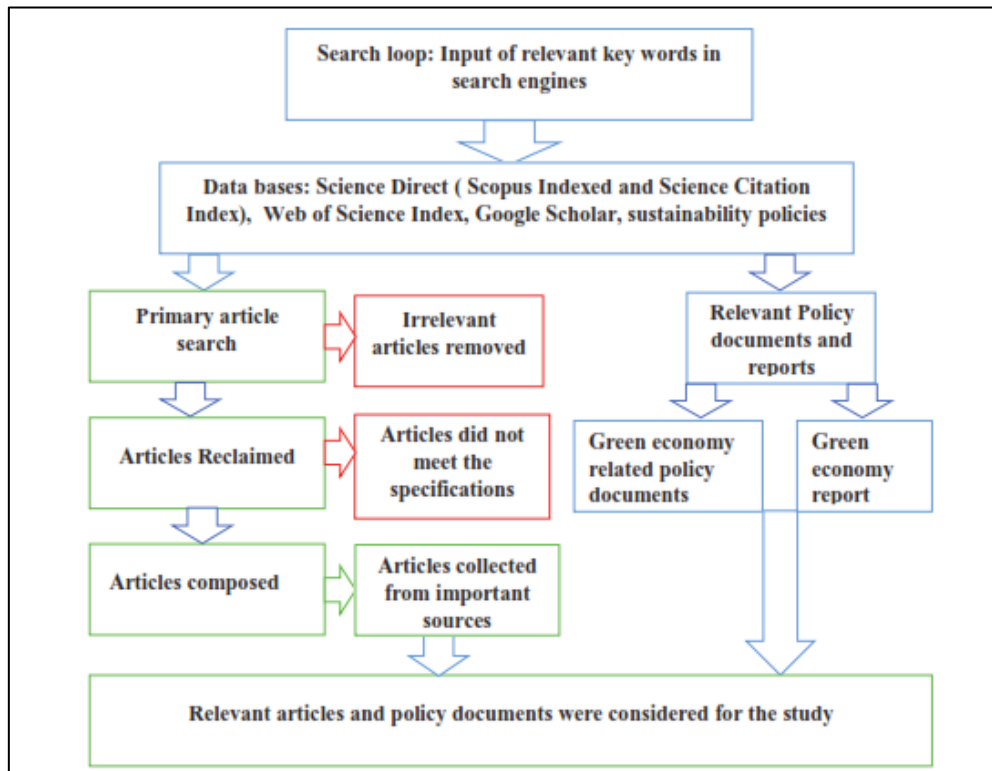 Search loop: Input of relevant key words in
search engines
Data bases: Science Direct ( Scopus Indexed and Science Citation
Index),  Web of Science Index, Google Scholar, sustainability policies
Primary article
search
Irrelevant
articles removed
Relevant Policy
documents and
reports
Articles Reclaimed
Articles did not
meet the
specifications
Green economy
related policy
documents
Green
economy
report
Articles composed
Articles collected
from important
sources
Relevant articles and policy documents were considered for the study